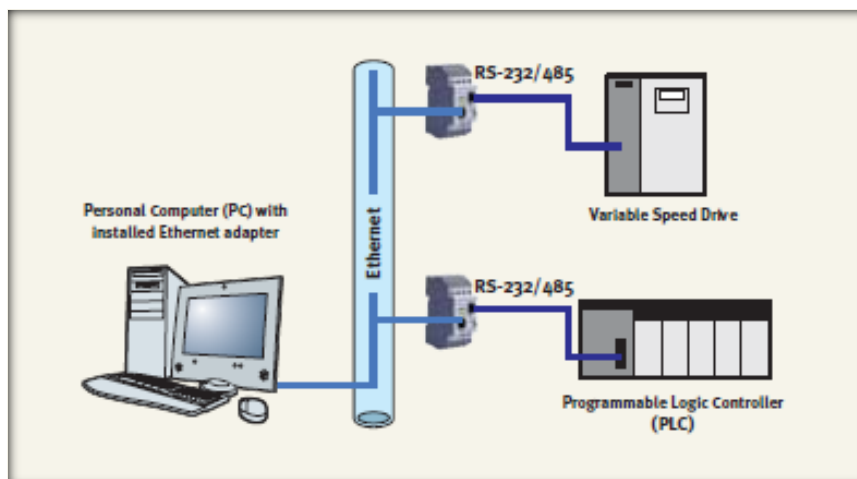 RS-232/485
Variable Speed Drive
Personal Computer (PC) with
installed Ethernet adapter
Ethernet
RS-232/485
Programmable Logic Controller
(PLC)